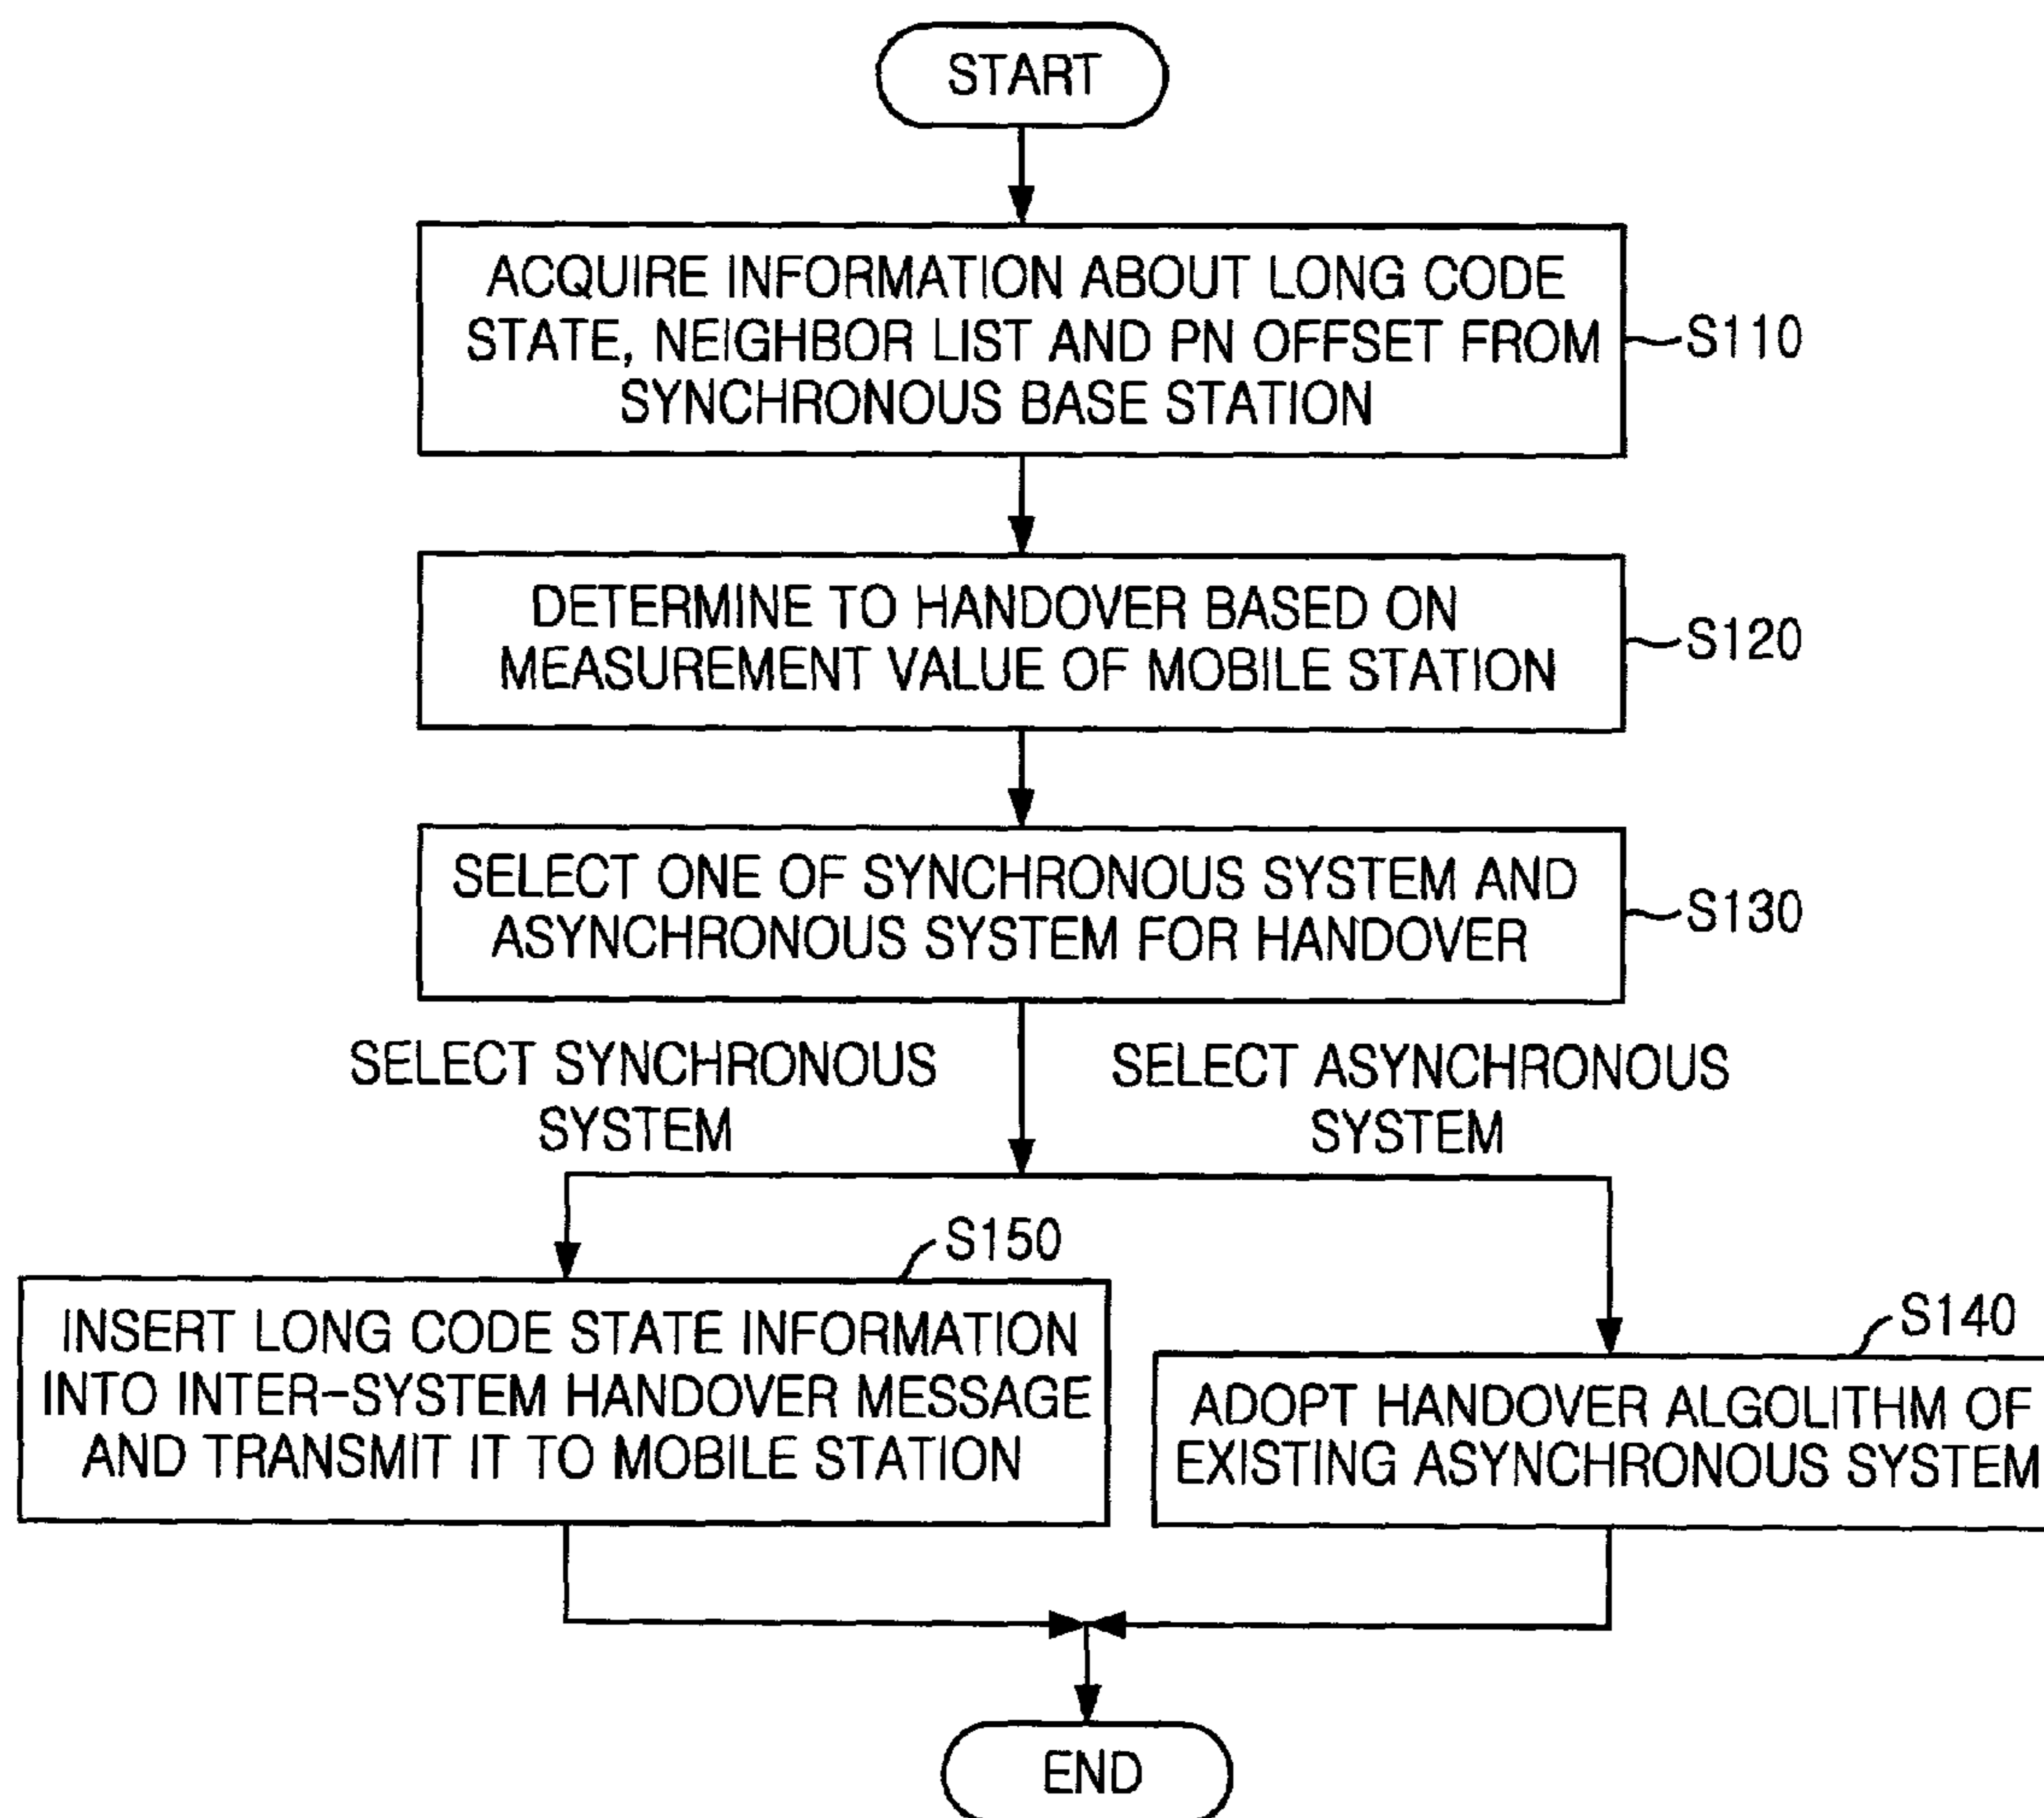 START
ACQUIRE INFORMATION ABOUT LONG CODE
STATE, NEIGHBOR LIST AND PN OFFSET FROM
SYNCHRONOUS BASE STATION
S110
DETERMINE TO HANDOVER BASED ON
MEASUREMENT VALUE OF MOBILE STATION
S120
SELECT ONE OF SYNCHRONOUS SYSTEM AND
ASYNCHRONOUS SYSTEM FOR HANDOVER
S130
SELECT SYNCHRONOUS
SYSTEM
SELECT ASYNCHRONOUS
SYSTEM
S150
INSERT LONG CODE STATE INFORMATION
INTO INTER-SYSTEM HANDOVER MESSAGE
AND TRANSMIT IT TO MOBILE STATION
S140
ADOPT HANDOVER ALGOLITHM OF
EXISTING ASYNCHRONOUS SYSTEM
END